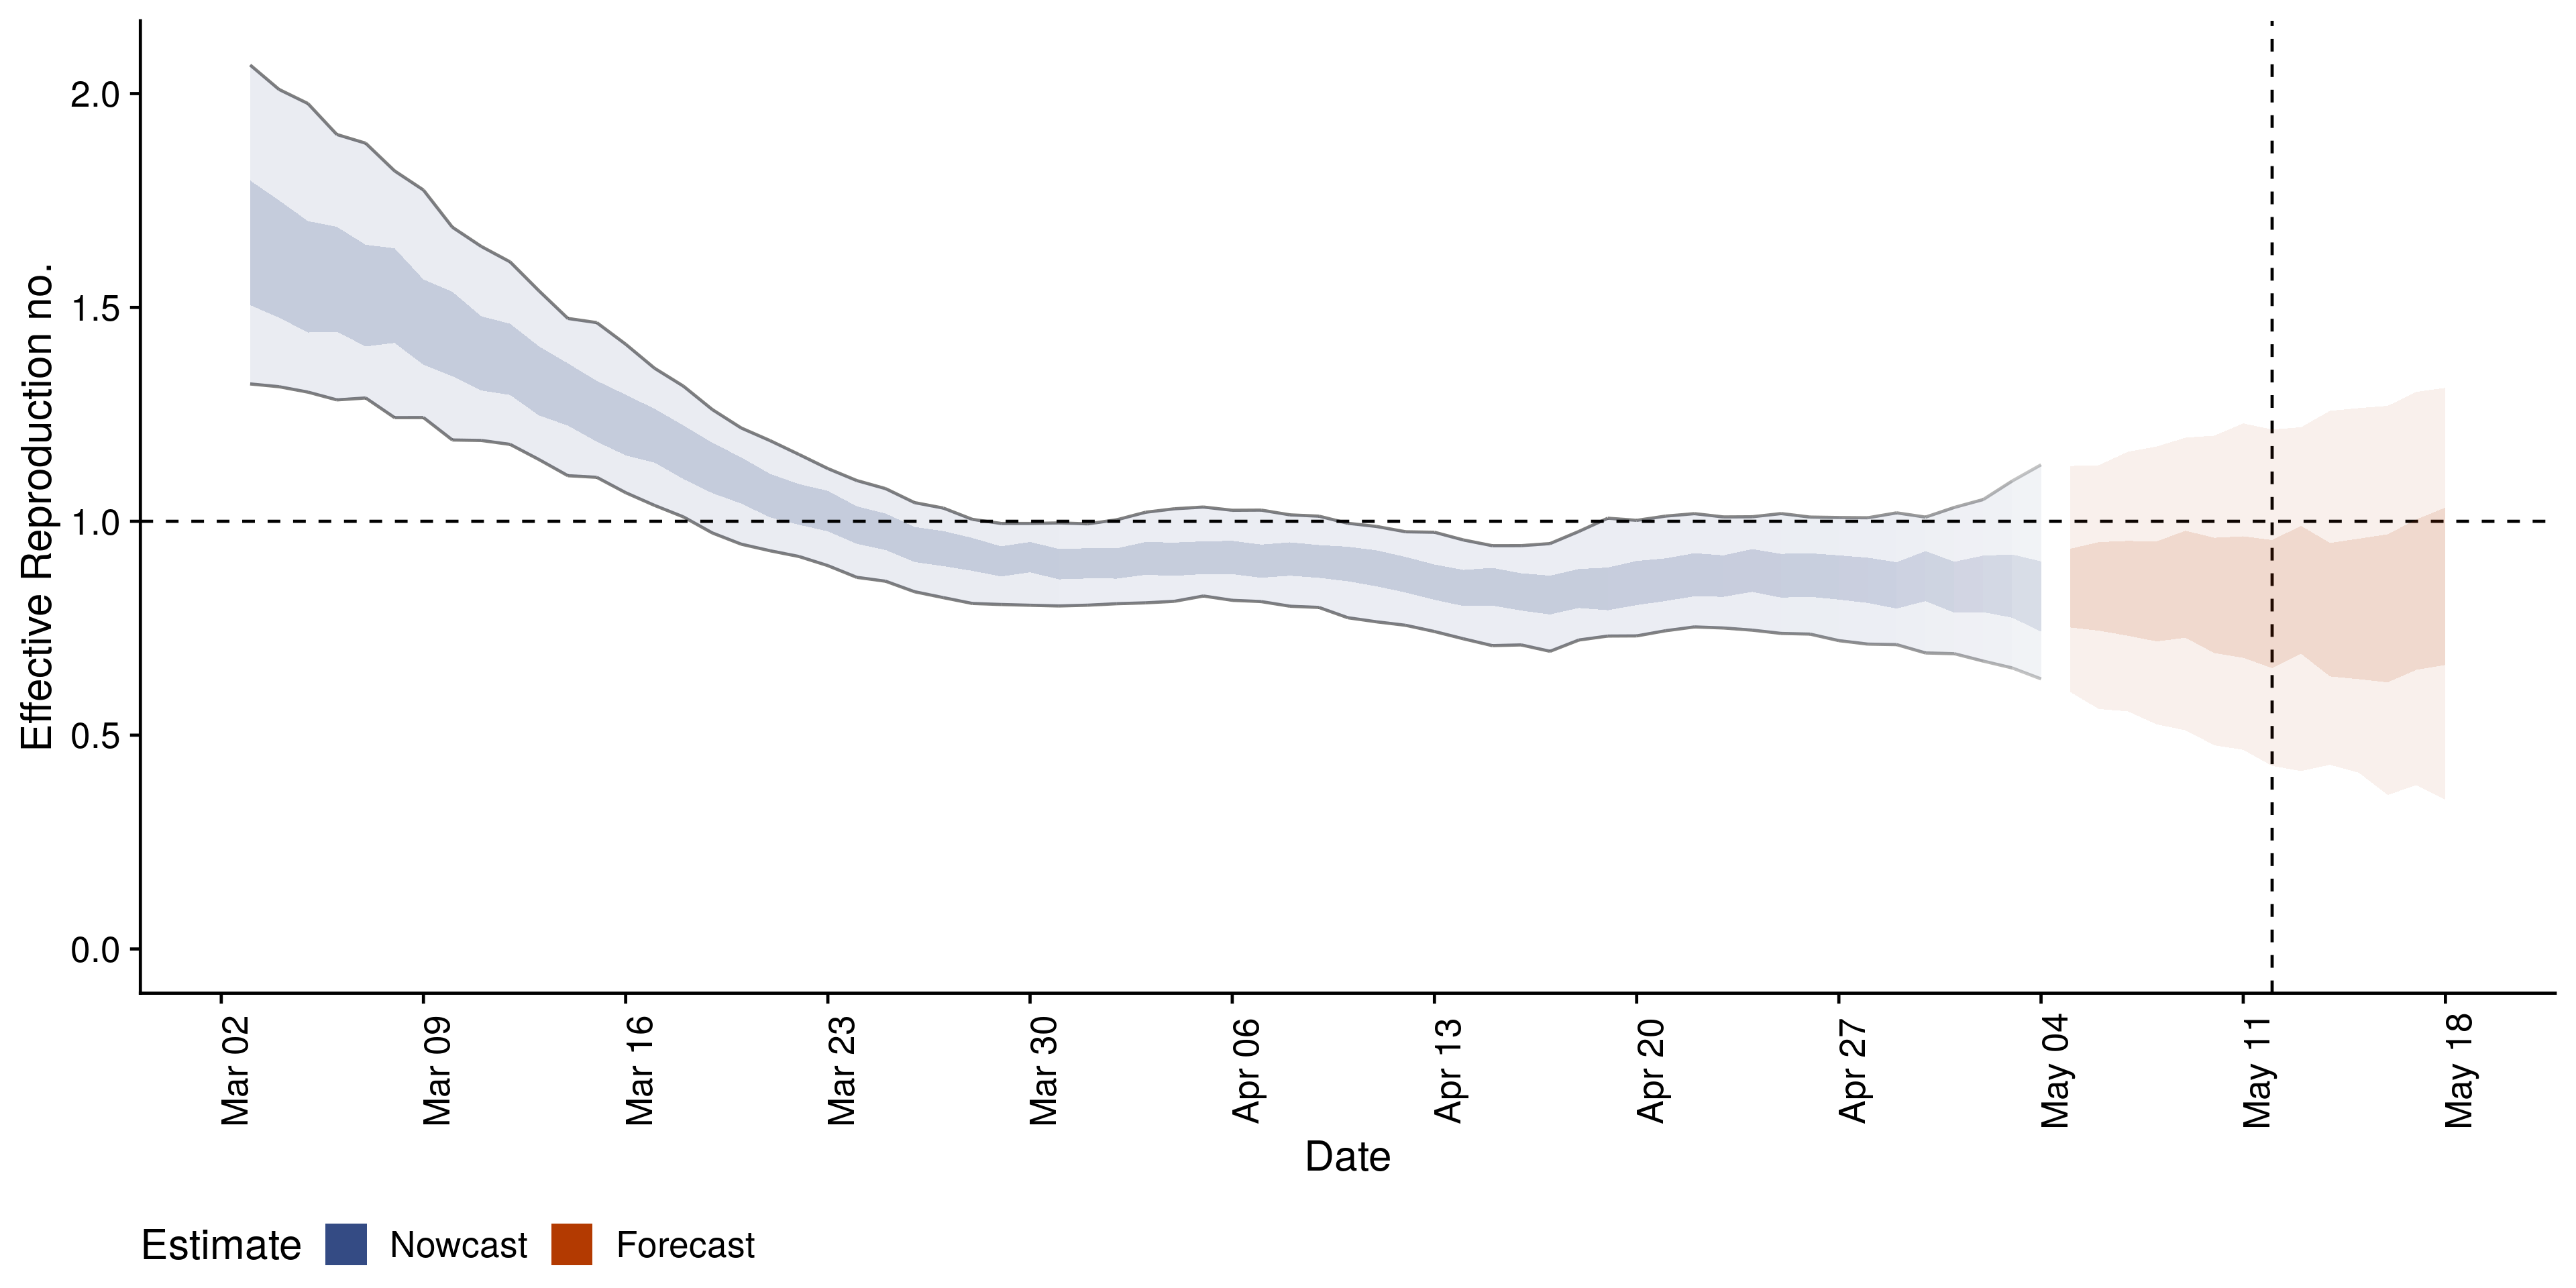 Effective Reproduction no.
2.0
1.5
1.0
0.5
0.0
Mar 02
Mar 09
Mar 16
Mar 23
Mar 30
Apr 06
Apr 13
Apr 20
Apr 27
May 04
May 11
May 18
Date
Estimate Nowcast Forecast